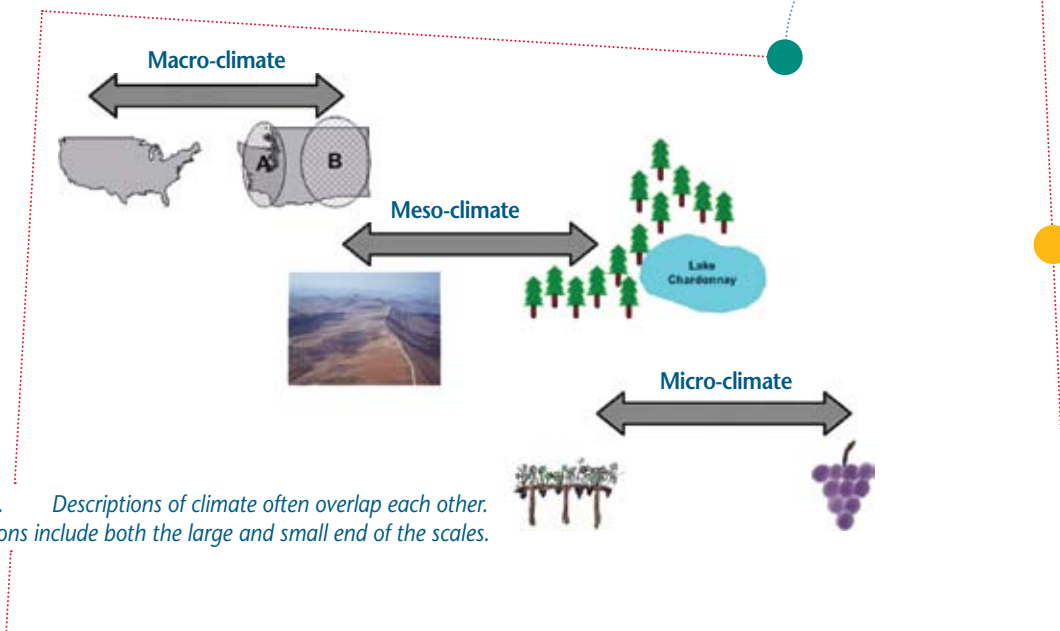 Macro-climate
A
B
Meso-climate
Lake
Chardonnay
Micro-climate
. Descriptions of climate often overlap each other.
include both the large and small end of the scales.